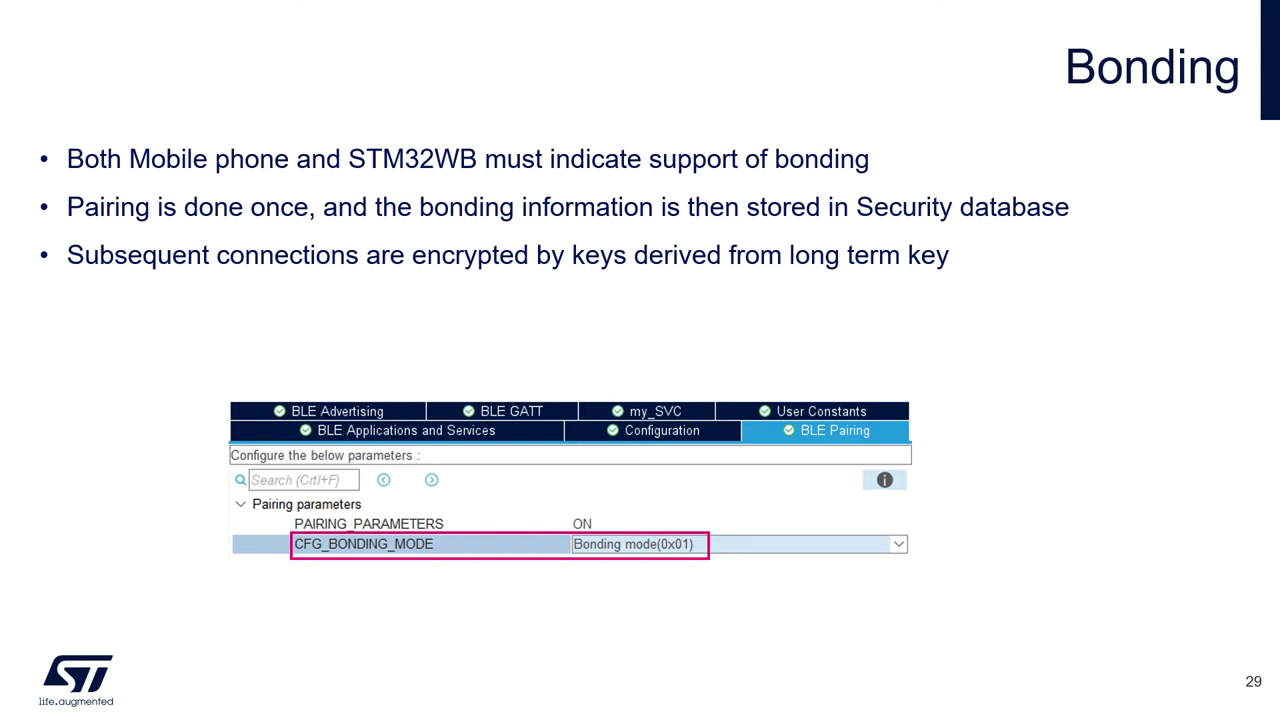 Bonding
• Both Mobile phone and STM32WB must indicate support of bonding
• Pairing is done once, and the bonding information is then stored in Security database
• Subsequent connections are encrypted by keys derived from long term key
BLE Advertising BLE GATT my_SVC User Constants
BLE Applications and Services Configuration BLE Pairing
Configure the below parameters :
Search (Crtl+F)
Pairing parameters
PAIRING_PARAMETERS ON
CFG_BONDING_MODE Bonding mode(0x01)
ST
life.augmented
29